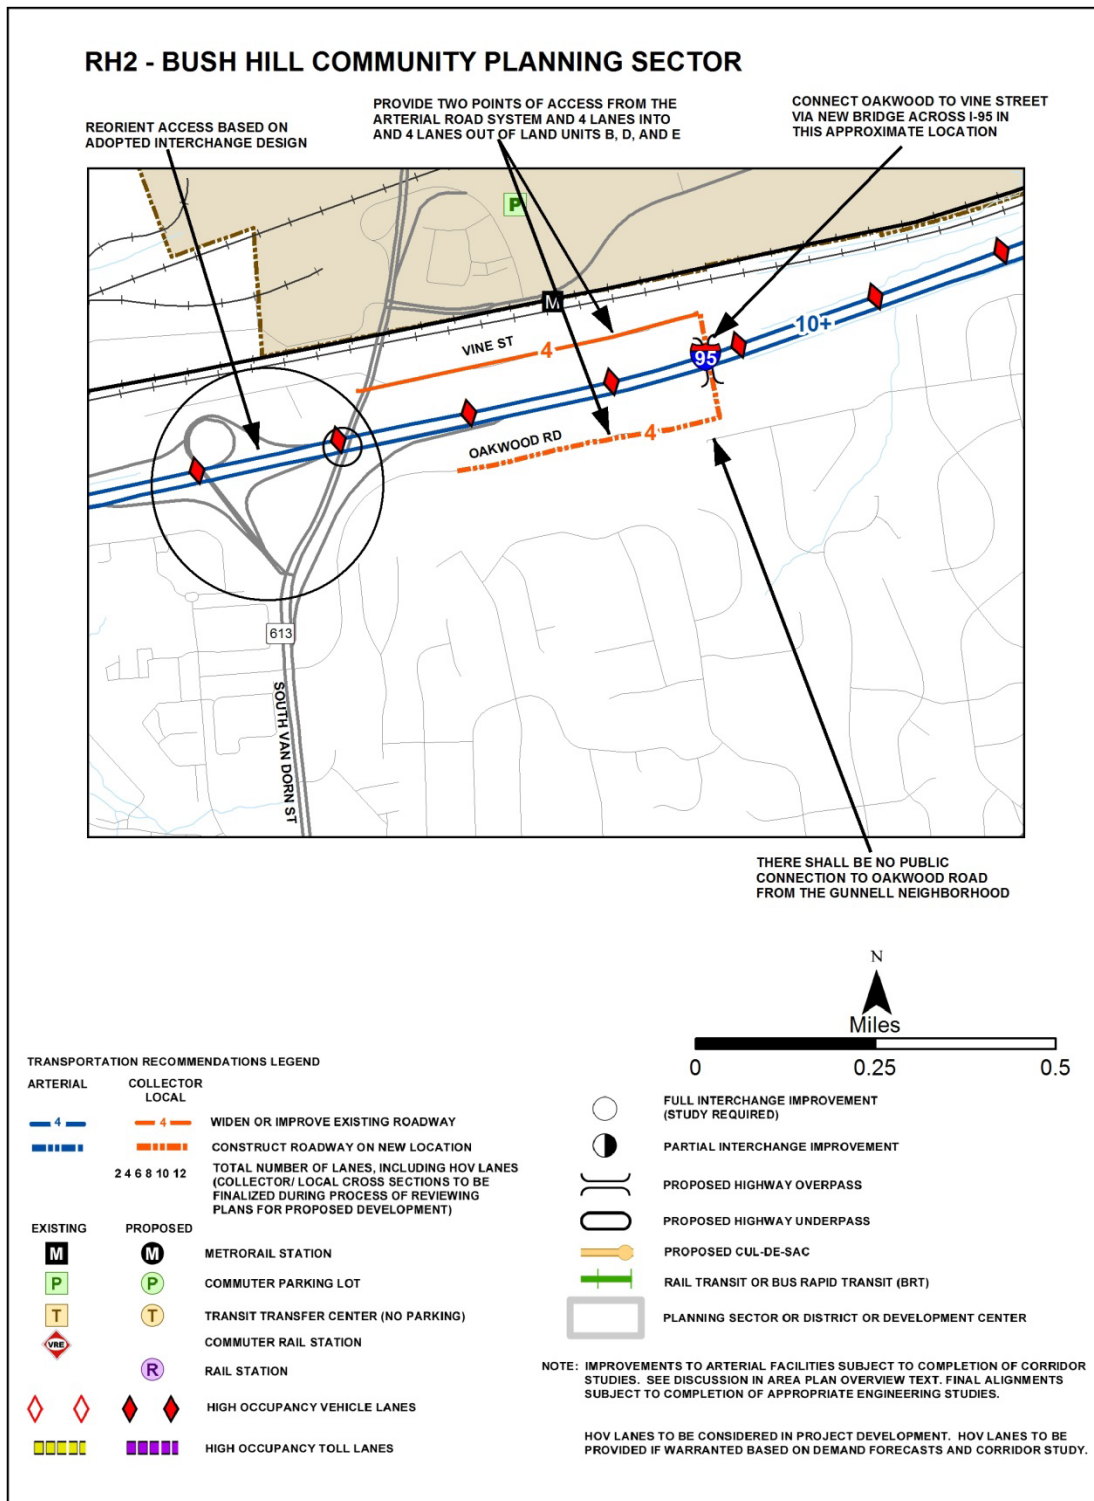 RH2 - BUSH HILL COMMUNITY PLANNING SECTOR
REORIENT ACCESS BASED ON
ADOPTED INTERCHANGE DESIGN
PROVIDE TWO POINTS OF ACCESS FROM THE
ARTERIAL ROAD SYSTEM AND 4 LANES INTO
AND 4 LANES OUT OF LAND UNITS B, D, AND E
CONNECT OAKWOOD TO VINE STREET
VIA NEW BRIDGE ACROSS I-95 IN
THIS APPROXIMATE LOCATION
P
M
VINE ST
4
10+
95
OAKWOOD RD
4
613
SOUTH VAN DORN ST
THERE SHALL BE NO PUBLIC
CONNECTION TO OAKWOOD ROAD
FROM THE GUNNELL NEIGHBORHOOD
N
Miles
0 0.25 0.5
TRANSPORTATION RECOMMENDATIONS LEGEND
ARTERIAL COLLECTOR
LOCAL
4 4 WIDEN OR IMPROVE EXISTING ROADWAY
CONSTRUCT ROADWAY ON NEW LOCATION
2 4 6 8 10 12 TOTAL NUMBER OF LANES, INCLUDING HOV LANES
(COLLECTOR/ LOCAL CROSS SECTIONS TO BE
FINALIZED DURING PROCESS OF REVIEWING
PLANS FOR PROPOSED DEVELOPMENT)
EXISTING PROPOSED
M M METRORAIL STATION
P P COMMUTER PARKING LOT
T T TRANSIT TRANSFER CENTER (NO PARKING)
VRE COMMUTER RAIL STATION
R RAIL STATION
HIGH OCCUPANCY VEHICLE LANES
HIGH OCCUPANCY TOLL LANES
FULL INTERCHANGE IMPROVEMENT
(STUDY REQUIRED)
PARTIAL INTERCHANGE IMPROVEMENT
PROPOSED HIGHWAY OVERPASS
PROPOSED HIGHWAY UNDERPASS
PROPOSED CUL-DE-SAC
RAIL TRANSIT OR BUS RAPID TRANSIT (BRT)
PLANNING SECTOR OR DISTRICT OR DEVELOPMENT CENTER
NOTE: IMPROVEMENTS TO ARTERIAL FACILITIES SUBJECT TO COMPLETION OF CORRIDOR
STUDIES. SEE DISCUSSION IN AREA PLAN OVERVIEW TEXT. FINAL ALIGNMENTS
SUBJECT TO COMPLETION OF APPROPRIATE ENGINEERING STUDIES.
HOV LANES TO BE CONSIDERED IN PROJECT DEVELOPMENT. HOV LANES TO BE
PROVIDED IF WARRANTED BASED ON DEMAND FORECASTS AND CORRIDOR STUDY.